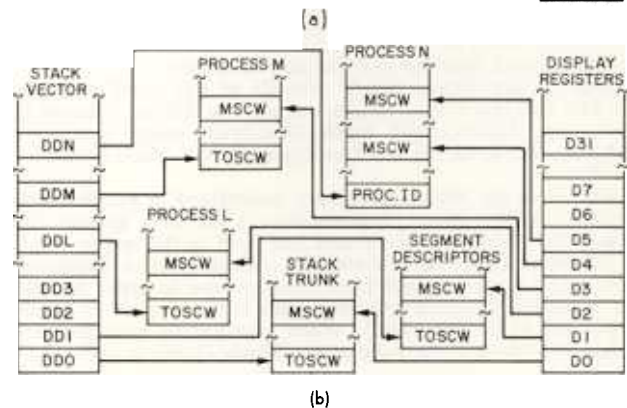 (a)
STACK
VECTOR
DDN
DDM
DDL
DD3
DD2
DD1
DD0
PROCESS M
MSCW
TOSCW
PROCESS N
MSCW
MSCW
PROC. ID
PROCESS L
MSCW
TOSCW
STACK
TRUNK
MSCW
TOSCW
SEGMENT
DESCRIPTORS
MSCW
TOSCW
DISPLAY
REGISTERS
D31
D7
D6
D5
D4
D3
D2
D1
D0
(b)